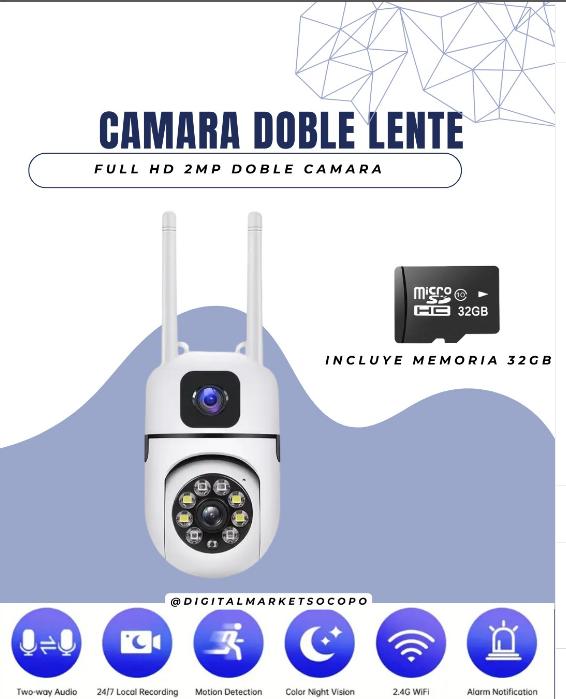 CAMARA DOBLE LENTE
FULL HD 2MP DOBLE CAMARA
micro
SD
HC
10
32GB
INCLUYE MEMORIA 32GB
@DIGITALMARKETSOCOPO
Two-way Audio
24/7 Local Recording
Motion Detection
Color Night Vision
2.4G WiFi
Alarm Notification